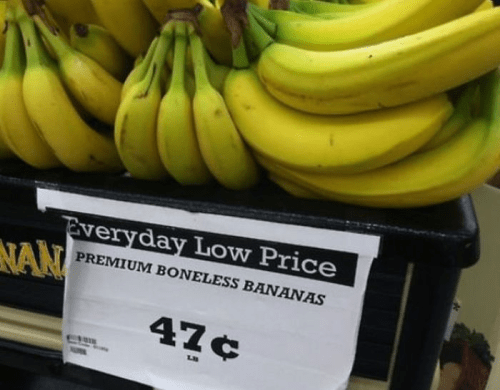 Everyday Low Price
PREMIUM BONELESS BANANAS
47¢
LB